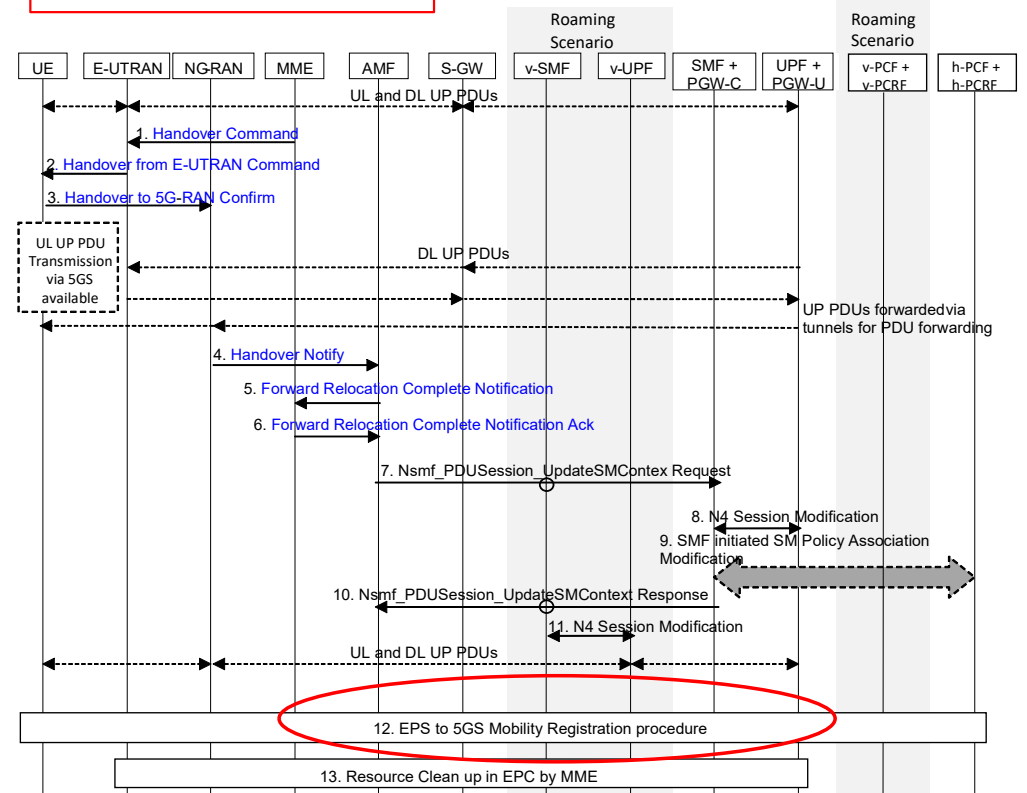 Roaming
Scenario
Roaming
Scenario
UE
E-UTRAN
NG-RAN
MME
AMF
S-GW
v-SMF
v-UPF
SMF +
PGW-C
UPF +
PGW-U
v-PCF +
v-PCRF
h-PCF +
h-PCRF
UL and DL UP PDUs
1. Handover Command
2. Handover from E-UTRAN Command
3. Handover to 5G-RAN Confirm
UL UP PDU
Transmission
via 5GS
available
DL UP PDUs
UP PDUs forwardedvia
tunnels for PDU forwarding
4. Handover Notify
5. Forward Relocation Complete Notification
6. Forward Relocation Complete Notification Ack
7. Nsmf_PDUSession_UpdateSMContex Request
8. N4 Session Modification
9. SMF initiated SM Policy Association
Modification
10. Nsmf_PDUSession_UpdateSMContext Response
11. N4 Session Modification
UL and DL UP PDUs
12. EPS to 5GS Mobility Registration procedure
13. Resource Clean up in EPC by MME